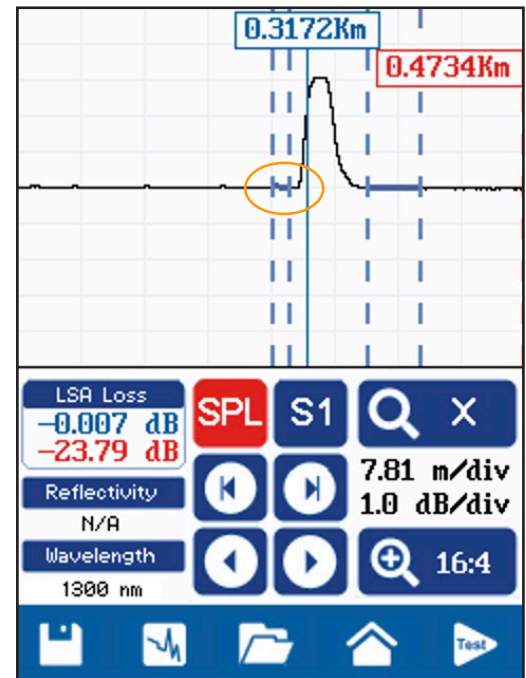 0.3172Km
0.4734Km
LSA Loss
-0.007 dB
-23.79 dB
SPL
S1
X
Reflectivity
N/A
7.81 m/div
1.0 dB/div
Wavelength
1300 nm
16:4
Test